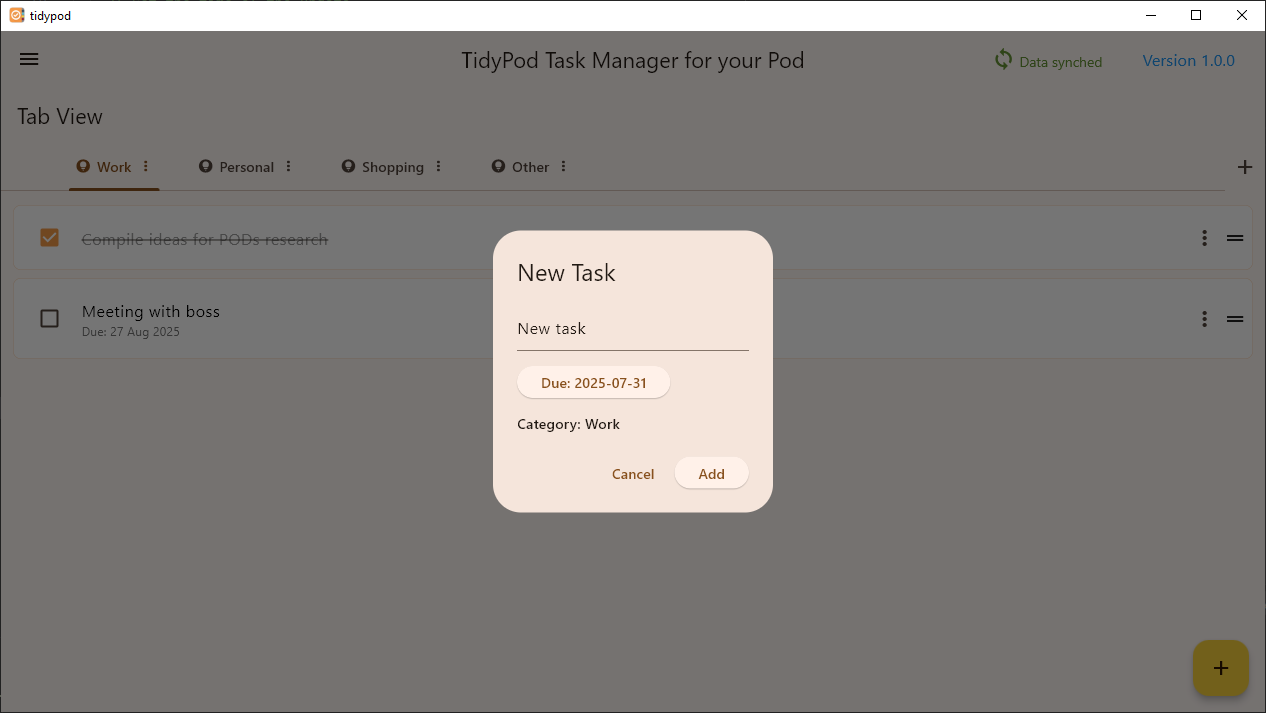 tidypod
TidyPod Task Manager for your Pod
Data synched
Version 1.0.0
Tab View
Work
Personal
Shopping
Other
Compile ideas for PODs research
Meeting with boss
Due: 27 Aug 2025
New Task
New task
Due: 2025-07-31
Category: Work
Cancel
Add